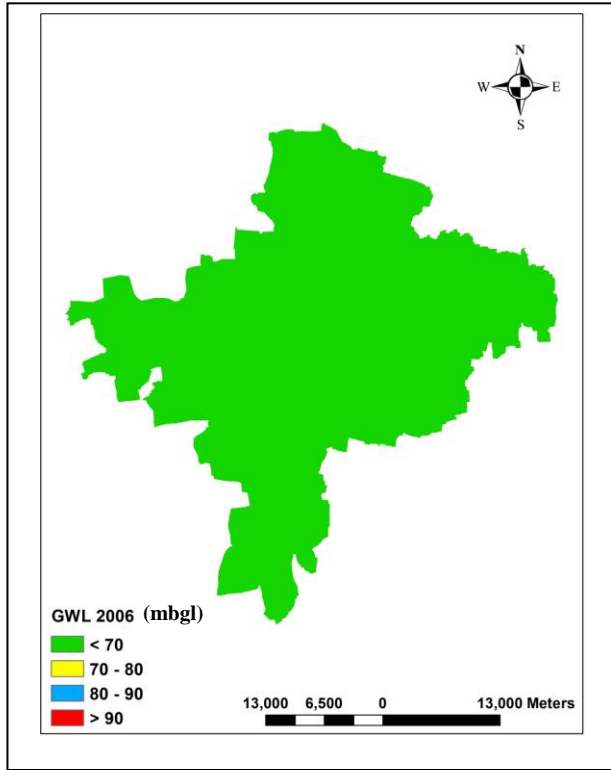 N
W E
S
GWL 2006 (mbgl)
< 70
70 - 80
80 - 90
> 90
13,000 6,500 0 13,000 Meters